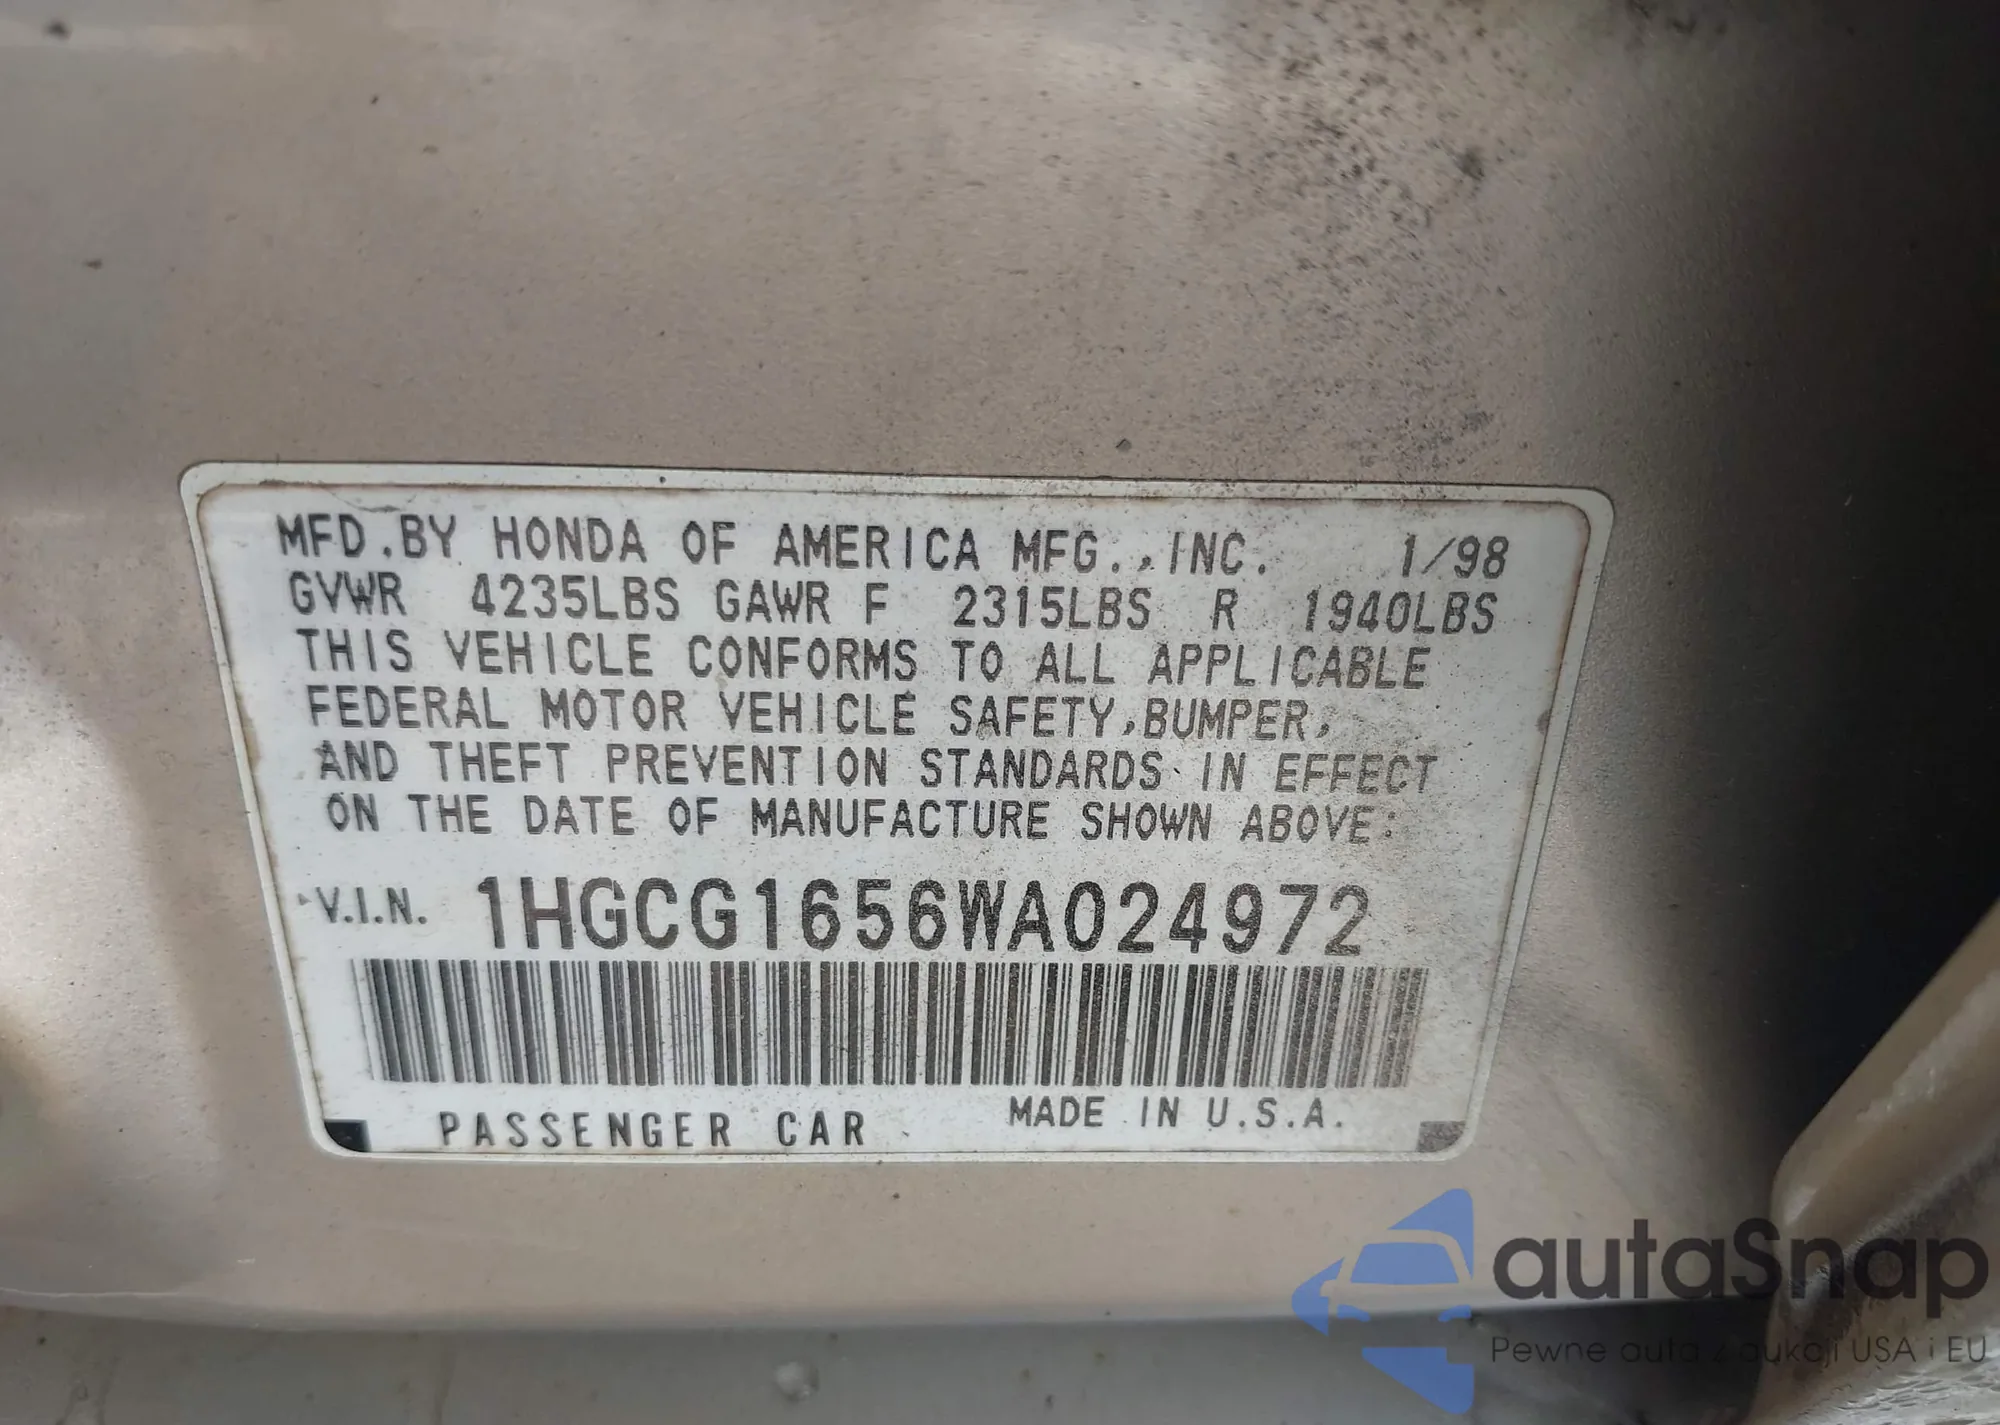 MFD.BY HONDA OF AMERICA MFG.,INC. 1/98
GVWR 4235LBS GAWR F 2315LBS R 1940LBS
THIS VEHICLE CONFORMS TO ALL APPLICABLE
FEDERAL MOTOR VEHICLE SAFETY,BUMPER,
AND THEFT PREVENTION STANDARDS IN EFFECT
ON THE DATE OF MANUFACTURE SHOWN ABOVE:
V.I.N. 1HGCG1656WA024972
PASSENGER CAR MADE IN U.S.A.
autaSnap
Pewne auta z aukcji USA i EU